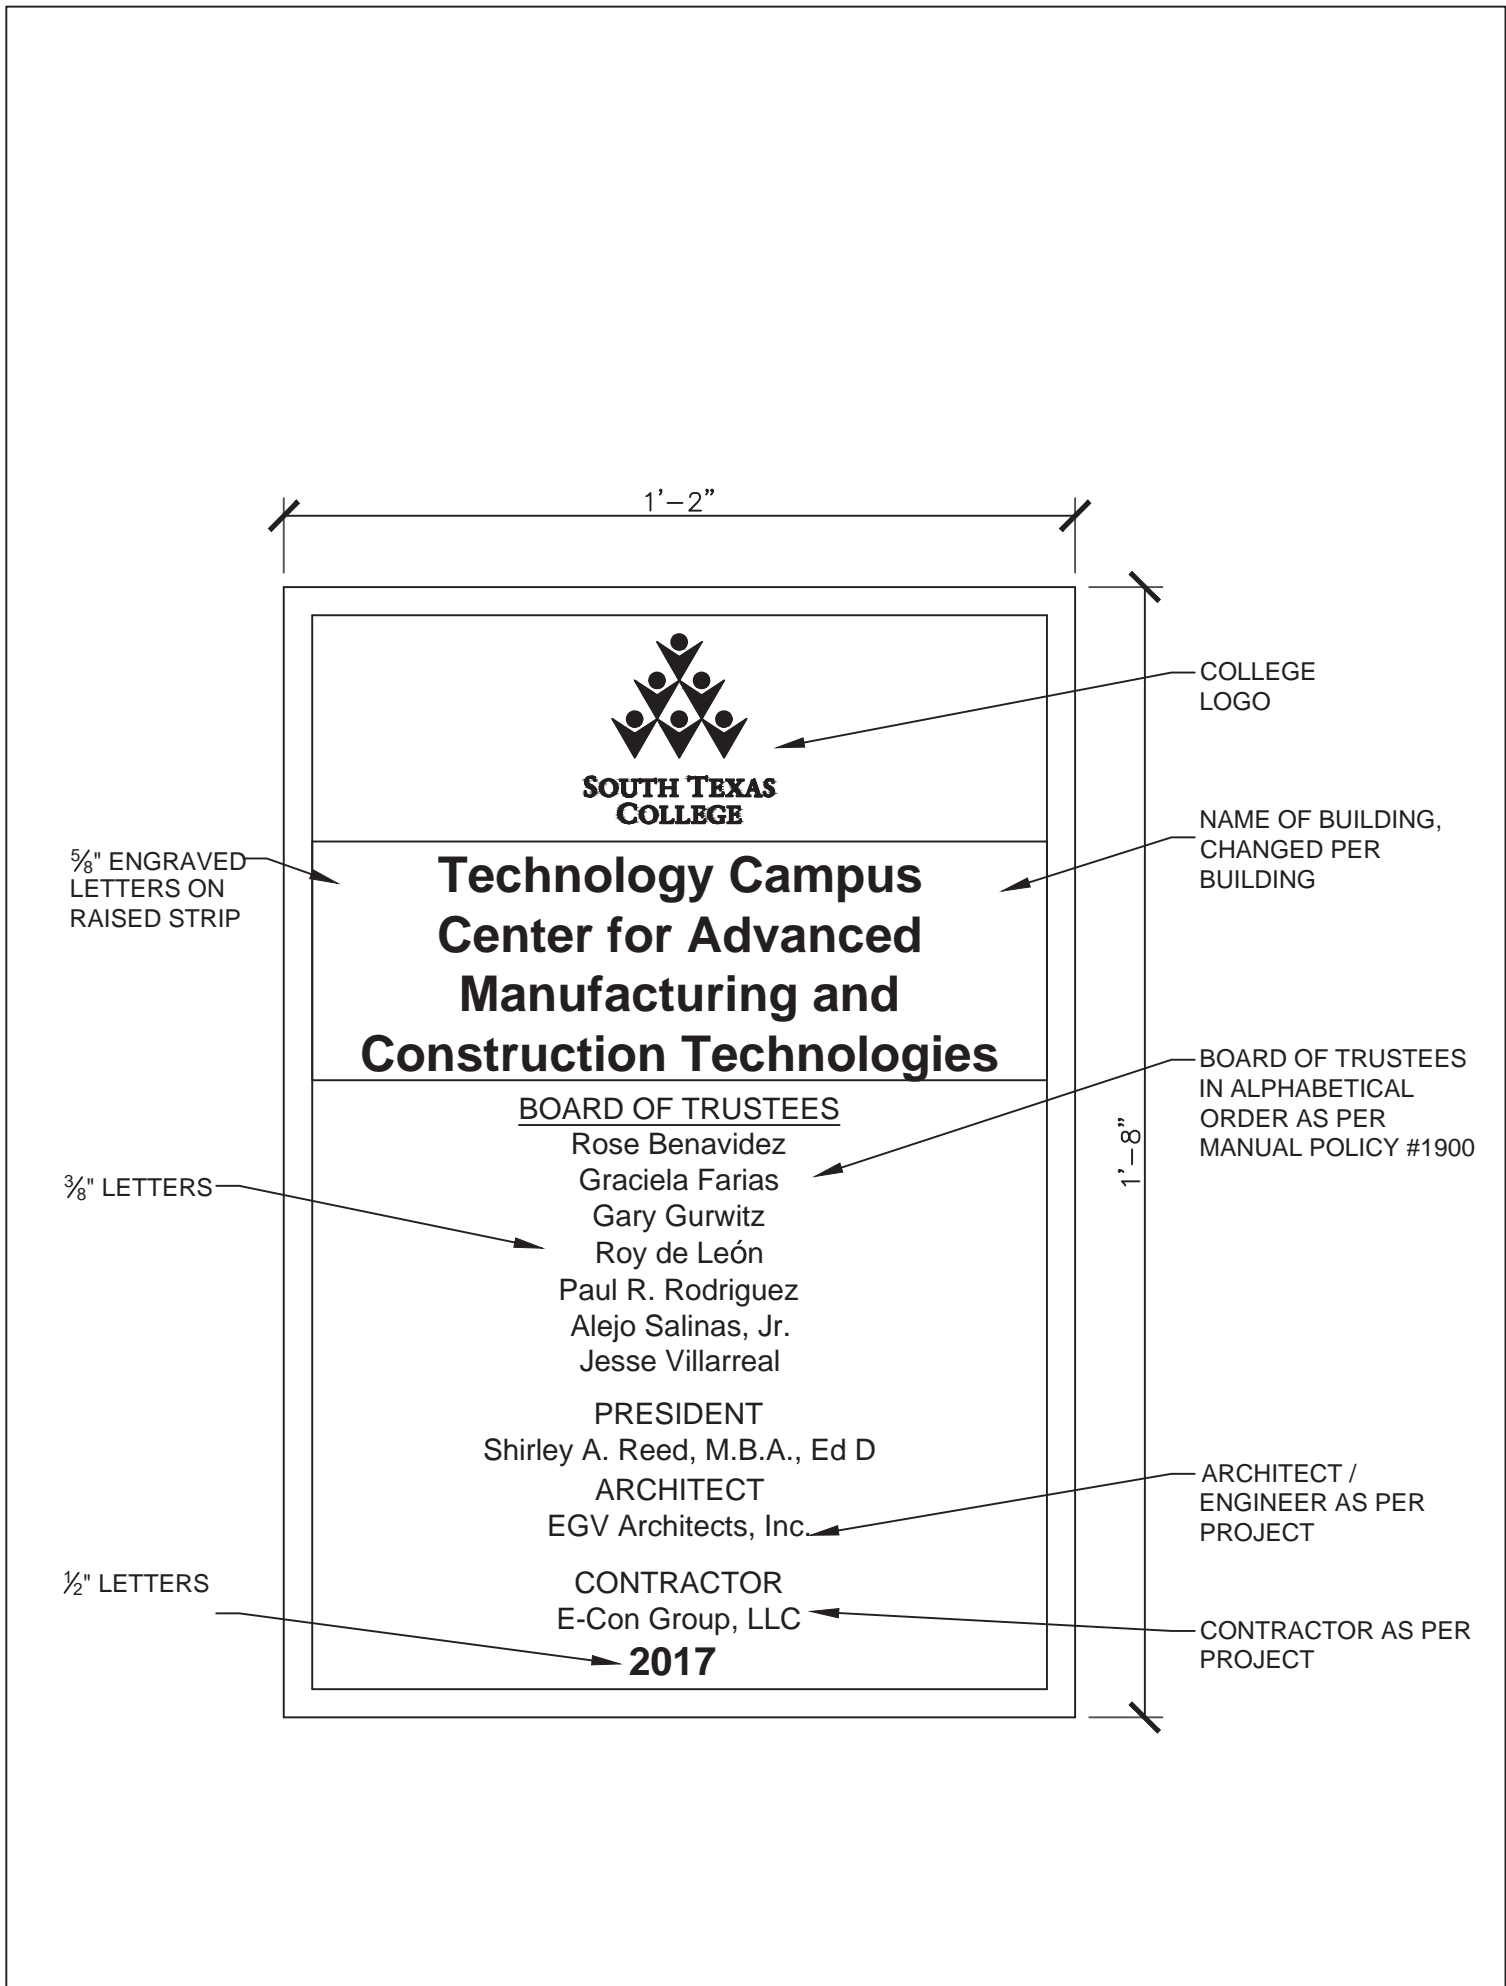 1'-2"
COLLEGE
LOGO
SOUTH TEXAS
COLLEGE
NAME OF BUILDING,
CHANGED PER
BUILDING
5⁄8" ENGRAVED
LETTERS ON
RAISED STRIP
Technology Campus
Center for Advanced
Manufacturing and
Construction Technologies
BOARD OF TRUSTEES
Rose Benavidez
Graciela Farias
Gary Gurwitz
Roy de León
Paul R. Rodriguez
Alejo Salinas, Jr.
Jesse Villarreal
BOARD OF TRUSTEES
IN ALPHABETICAL
ORDER AS PER
MANUAL POLICY #1900
1'-8"
3⁄8" LETTERS
PRESIDENT
Shirley A. Reed, M.B.A., Ed D
ARCHITECT
EGV Architects, Inc.
ARCHITECT /
ENGINEER AS PER
PROJECT
1⁄2" LETTERS
CONTRACTOR
E-Con Group, LLC
2017
CONTRACTOR AS PER
PROJECT